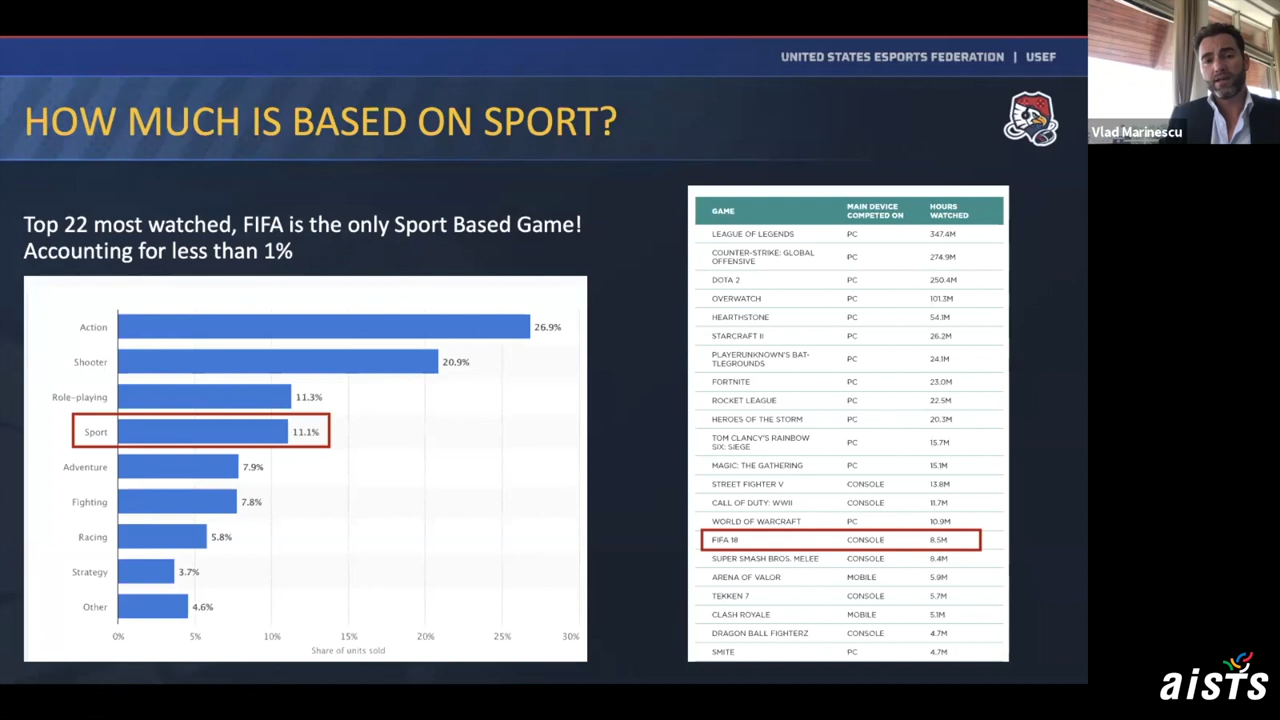 UNITED STATES ESPORTS FEDERATION | USEF
HOW MUCH IS BASED ON SPORT?
Vlad Marinescu
Top 22 most watched, FIFA is the only Sport Based Game!
Accounting for less than 1%
Action 26.9%
Shooter 20.9%
Role-playing 11.3%
Sport 11.1%
Adventure 7.9%
Fighting 7.8%
Racing 5.8%
Strategy 3.7%
Other 4.6%
0% 5% 10% 15% 20% 25% 30%
Share of units sold
GAME MAIN DEVICE COMPETED ON HOURS WATCHED
LEAGUE OF LEGENDS PC 347.4M
COUNTER-STRIKE: GLOBAL
OFFENSIVE PC 274.9M
DOTA 2 PC 250.4M
OVERWATCH PC 101.3M
HEARTHSTONE PC 54.1M
STARCRAFT II PC 26.2M
PLAYERUNKNOWN'S BAT-
TLEGROUNDS PC 24.1M
FORTNITE PC 23.0M
ROCKET LEAGUE PC 22.5M
HEROES OF THE STORM PC 20.3M
TOM CLANCY'S RAINBOW
SIX: SIEGE PC 15.7M
MAGIC: THE GATHERING PC 15.1M
STREET FIGHTER V CONSOLE 13.8M
CALL OF DUTY: WWII CONSOLE 11.7M
WORLD OF WARCRAFT PC 10.9M
FIFA 18 CONSOLE 8.5M
SUPER SMASH BROS. MELEE CONSOLE 8.4M
ARENA OF VALOR MOBILE 5.9M
TEKKEN 7 CONSOLE 5.7M
CLASH ROYALE MOBILE 5.1M
DRAGON BALL FIGHTERZ CONSOLE 4.7M
SMITE PC 4.7M
aists